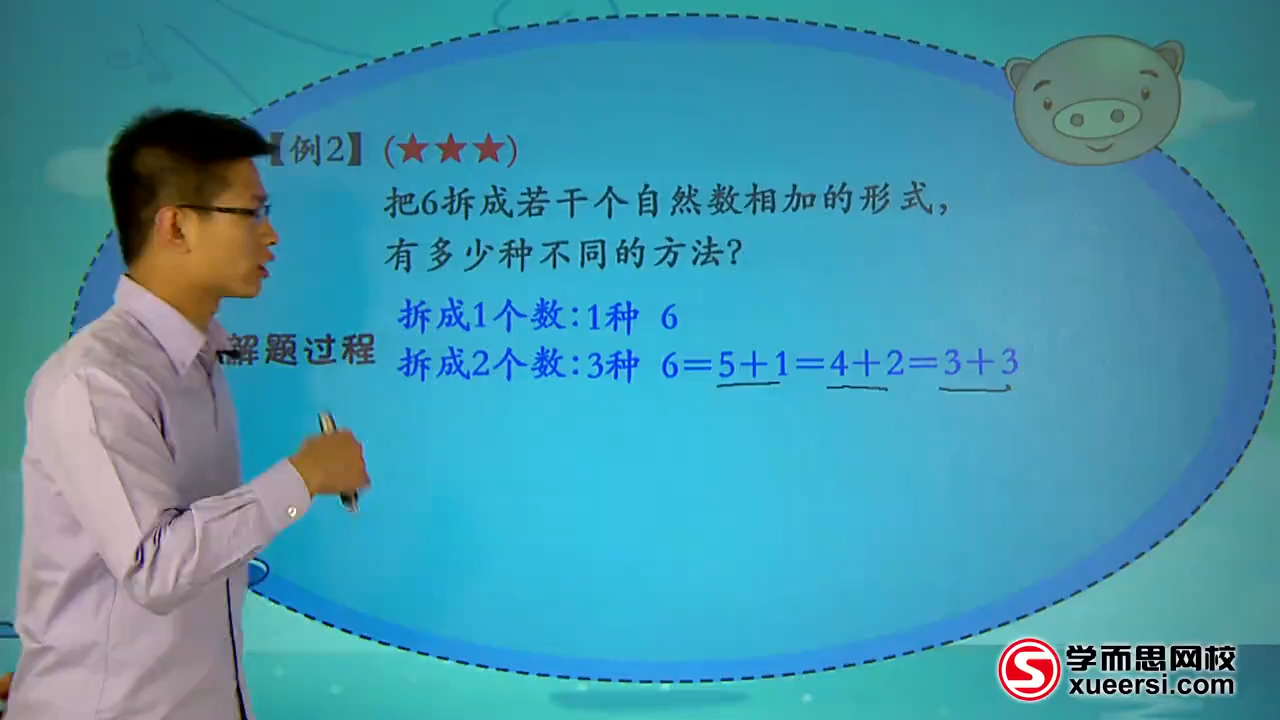 【例2】(★★★)
把6拆成若干个自然数相加的形式，
有多少种不同的方法？
拆成1个数：1种 6
解题过程
拆成2个数：3种 6＝5＋1＝4＋2＝3＋3
学而思网校
xueersi.com